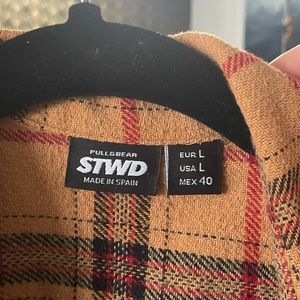 PULL&BEAR
STWD
MADE IN SPAIN
EUR L
USA L
MEX 40